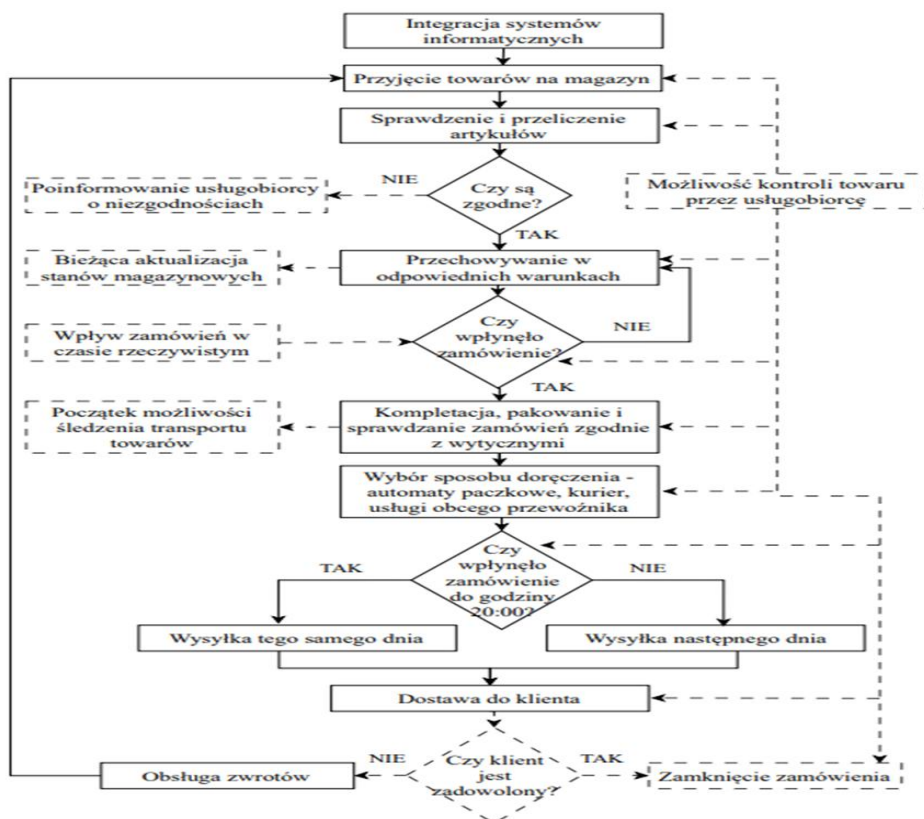 Integracja systemów
informatycznych
Przyjęcie towarów na magazyn
Sprawdzenie i przeliczenie
artykułów
NIE
Czy są
zgodne?
Poinformowanie usługobiorcy
o niezgodnościach
Możliwość kontroli towaru
przez usługobiorcę
TAK
Bieżąca aktualizacja
stanów magazynowych
Przechowywanie w
odpowiednich warunkach
Wpływ zamówień w
czasie rzeczywistym
Czy
wpłynęło
zamówienie?
NIE
TAK
Początek możliwości
śledzenia transportu
towarów
Kompletacja, pakowanie i
sprawdzanie zamówień zgodnie
z wytycznymi
Wybór sposobu doręczenia -
automaty paczkowe, kurier,
usługi obcego przewoźnika
TAK
Czy
wpłynęło
zamówienie
do godziny
20:00?
NIE
Wysyłka tego samego dnia
Wysyłka następnego dnia
Dostawa do klienta
NIE
Czy klient
jest
zadowolony?
TAK
Obsługa zwrotów
Zamknięcie zamówienia